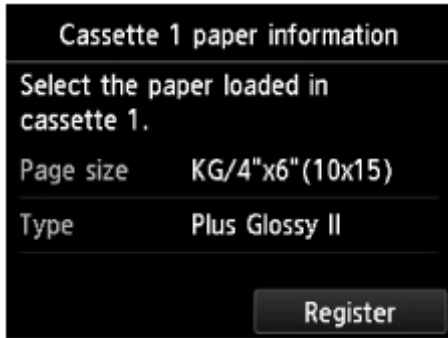 Cassette 1 paper information
Select the paper loaded in
cassette 1.
Page size KG/4"x6"(10x15)
Type Plus Glossy II
Register